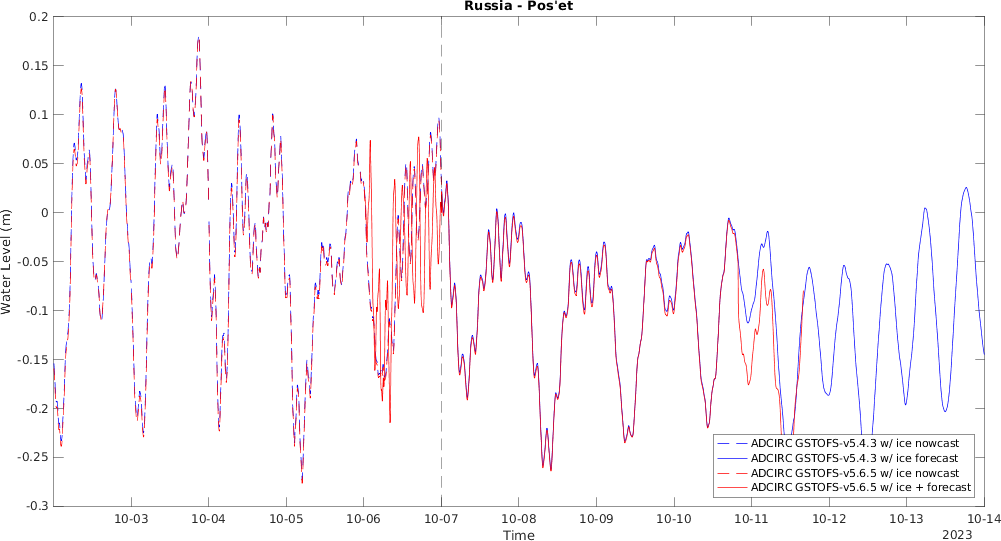 Russia - Pos'et
0.2
0.15
0.1
0.05
0
-0.05
-0.1
-0.15
-0.2
-0.25
-0.3
Water Level (m)
ADCIRC GSTOFS-v5.4.3 w/ ice nowcast
ADCIRC GSTOFS-v5.4.3 w/ ice forecast
ADCIRC GSTOFS-v5.6.5 w/ ice nowcast
ADCIRC GSTOFS-v5.6.5 w/ ice + forecast
10-03 10-04 10-05 10-06 10-07 10-08 10-09 10-10 10-11 10-12 10-13 10-14
Time
2023